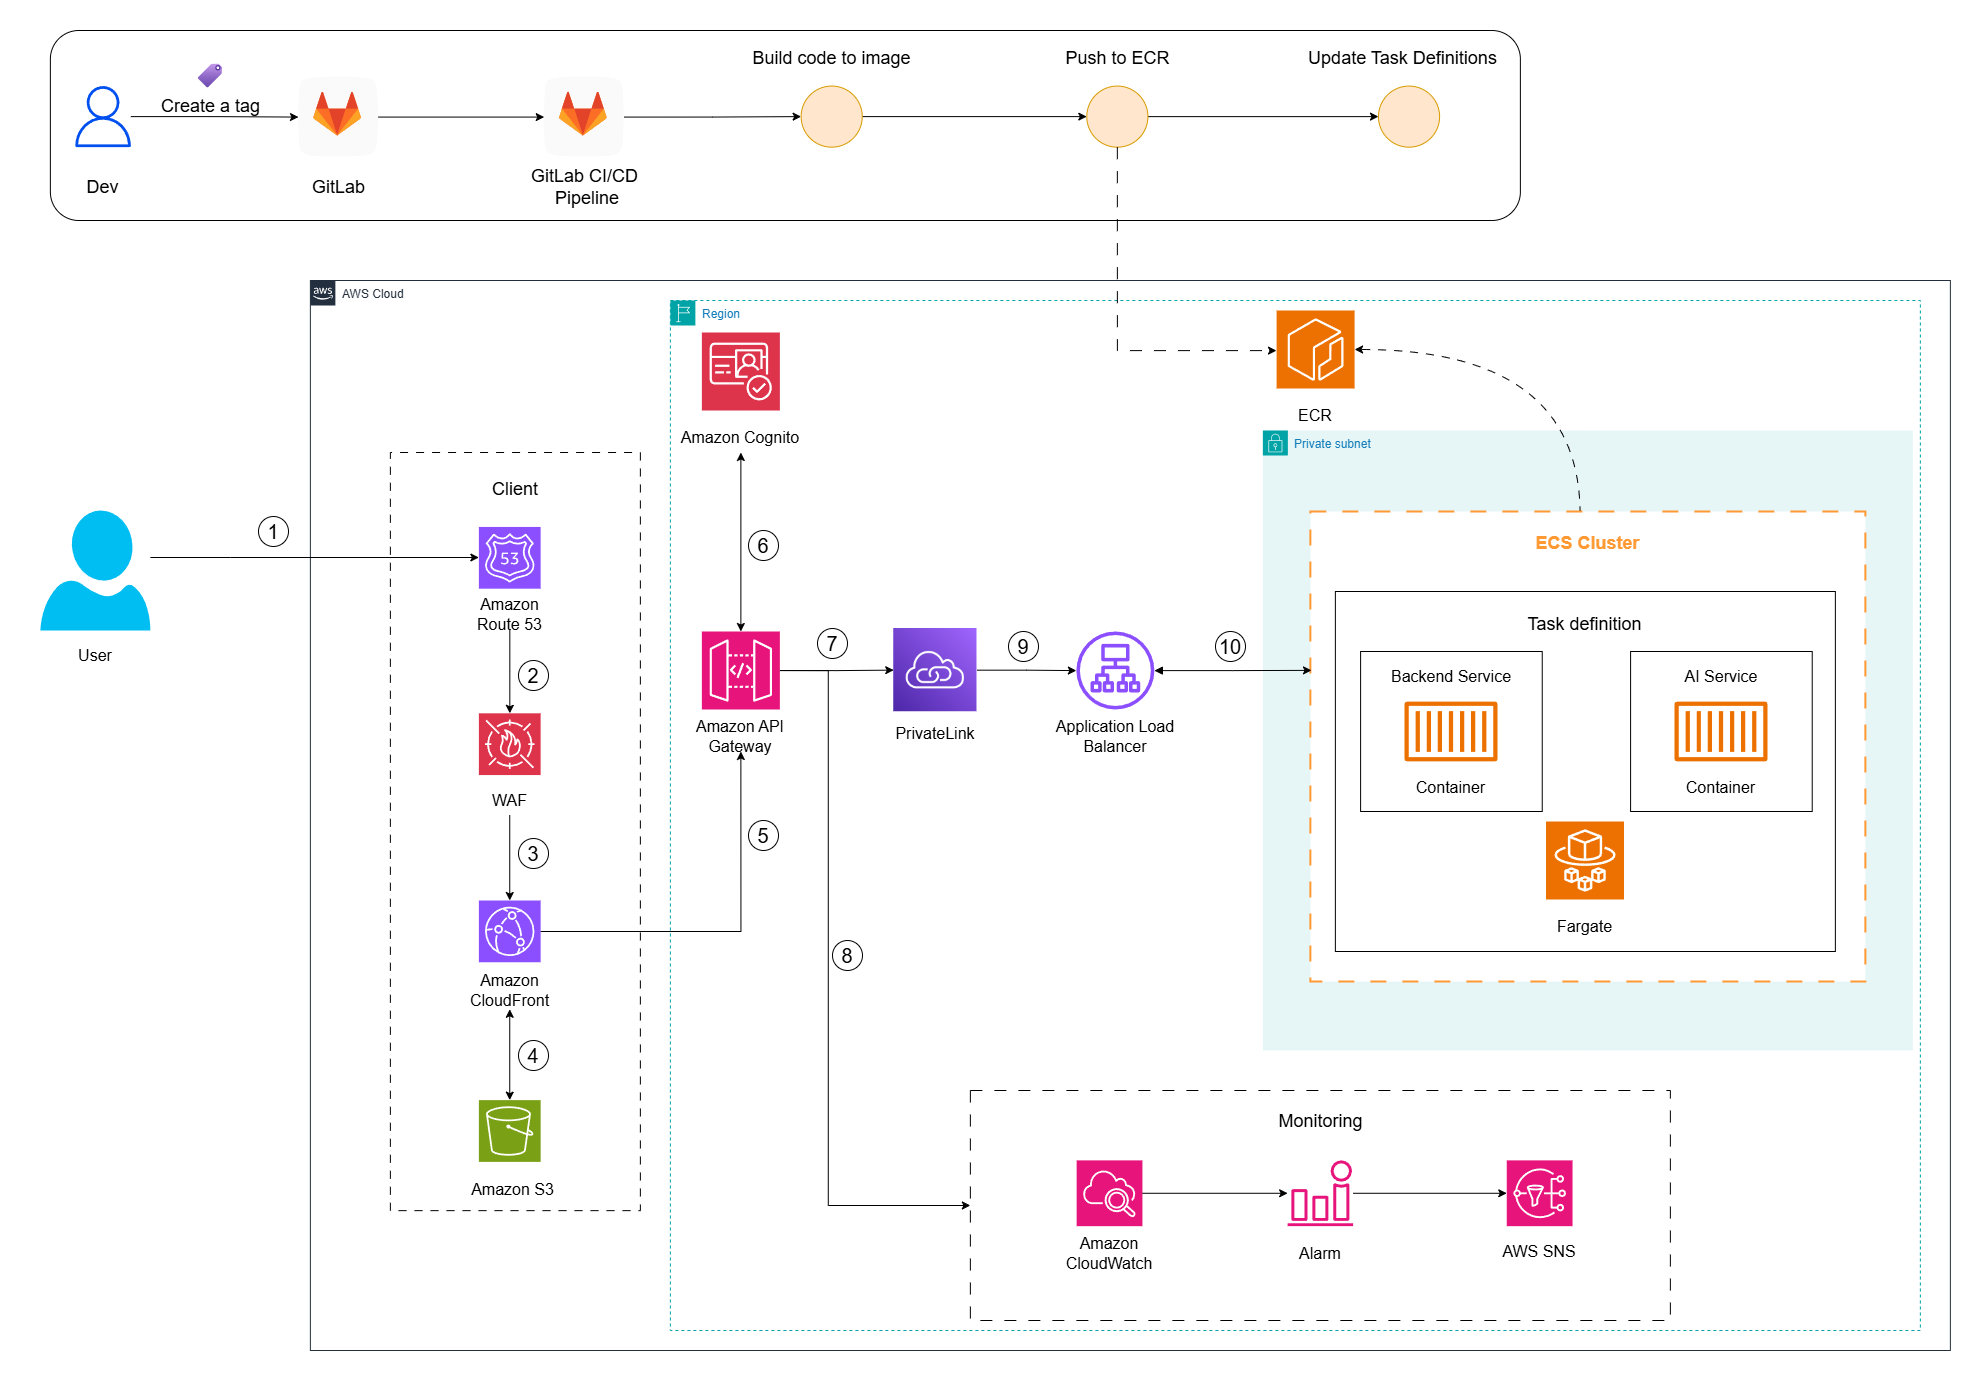 Build code to image
Push to ECR
Update Task Definitions
Create a tag
Dev
GitLab
GitLab CI/CD
Pipeline
aws
AWS Cloud
Region
Amazon Cognito
ECR
Private subnet
Client
1
53
Amazon
Route 53
2
WAF
3
Amazon
CloudFront
4
Amazon S3
User
6
7
</>
Amazon API
Gateway
5
8
PrivateLink
9
Application Load
Balancer
10
ECS Cluster
Task definition
Backend Service
Container
AI Service
Container
Fargate
Monitoring
Amazon
CloudWatch
Alarm
AWS SNS